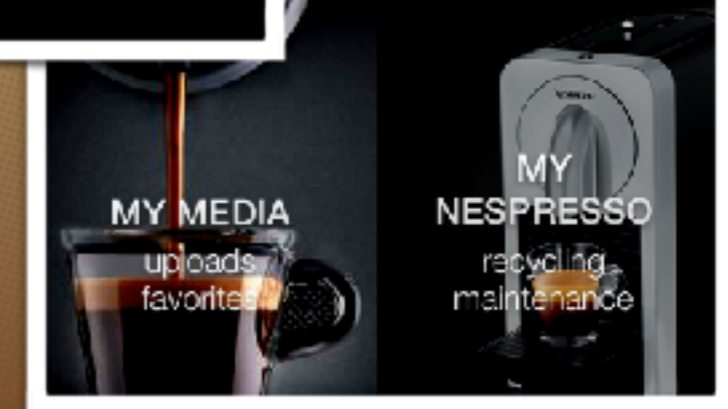 MY MEDIA
uploads
favorites
MY
NESPRESSO
recycling
maintenance